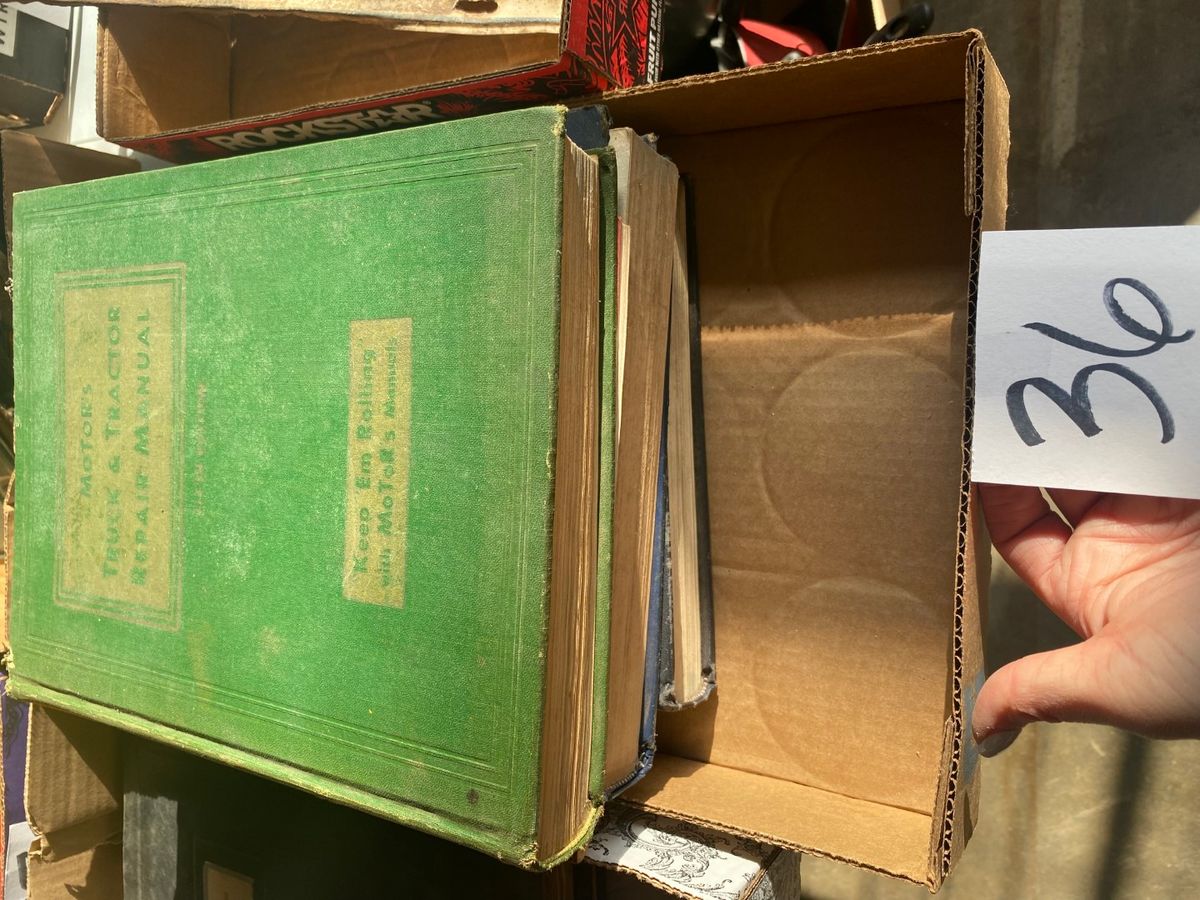 MoToR's
TRUCK & TRACTOR
REPAIR MANUAL
Keep 'Em Rolling
with MoToR's Manuals
36
ROCKSTAR